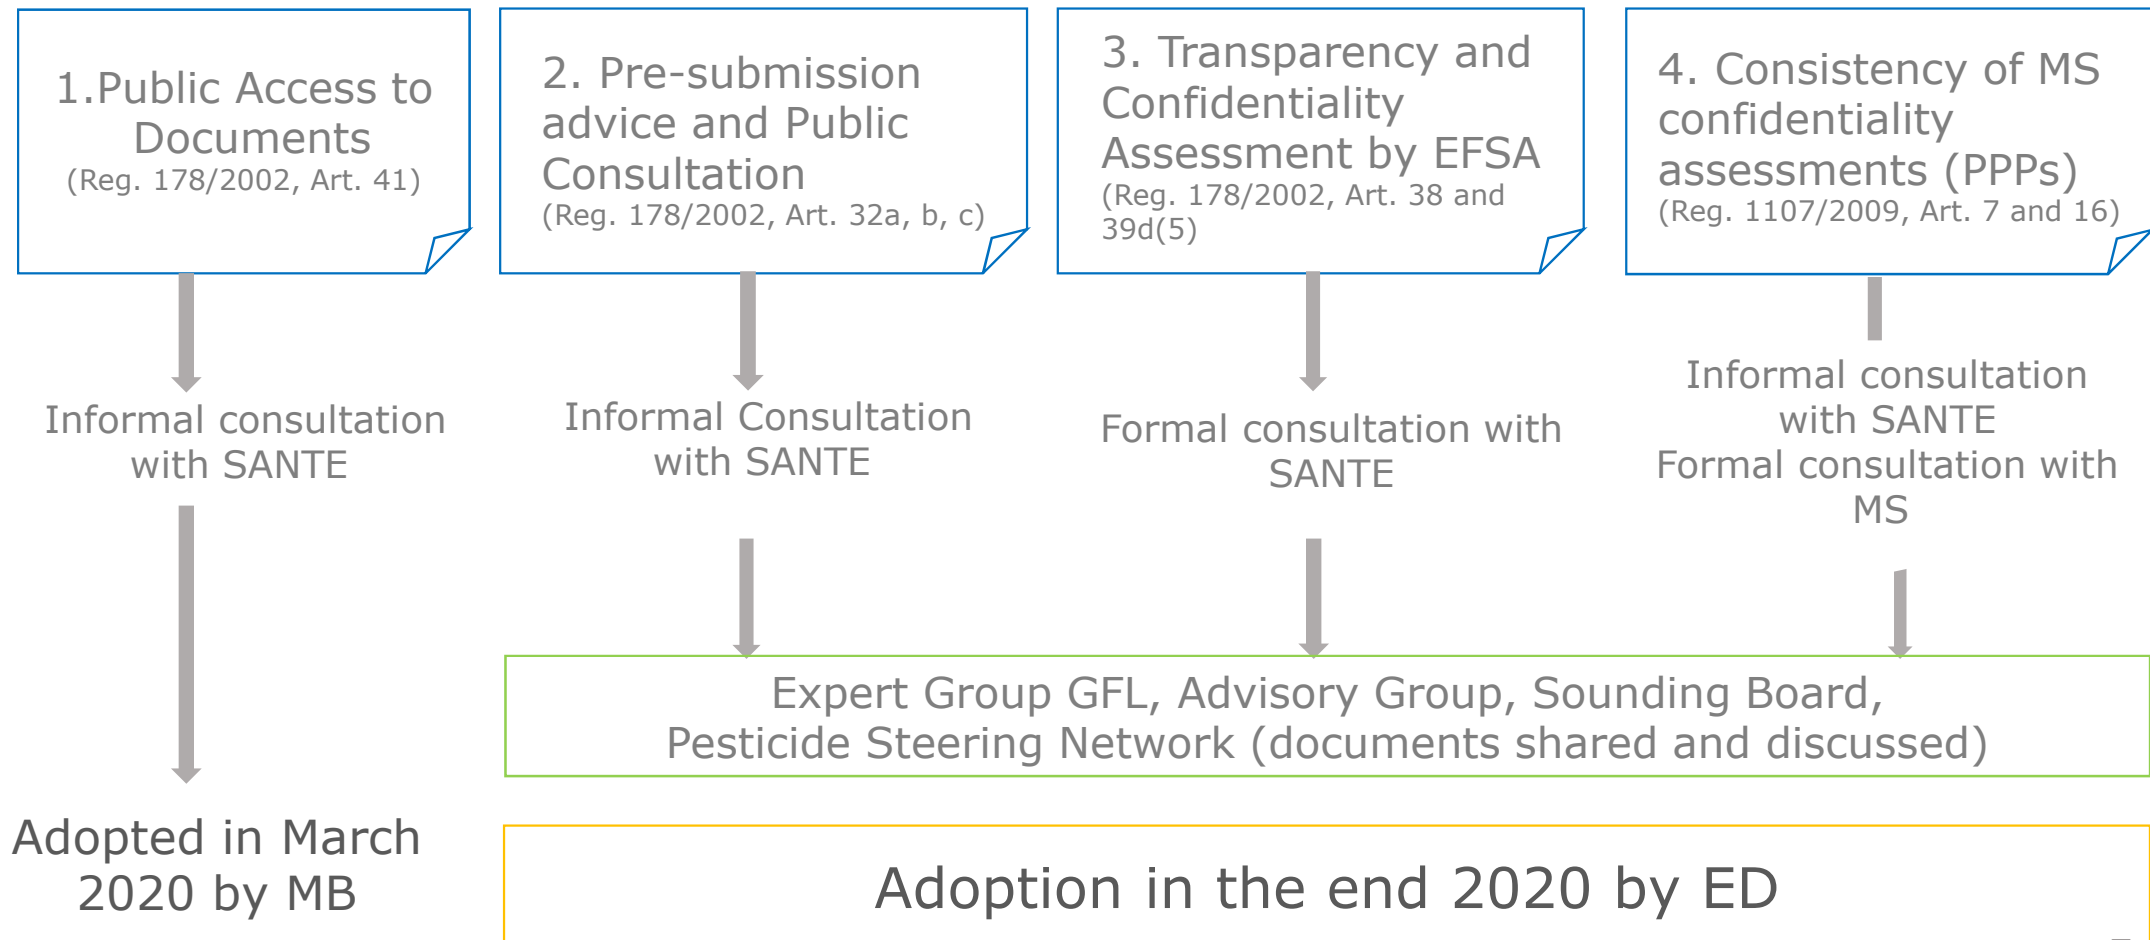 1.Public Access to
Documents
(Reg. 178/2002, Art. 41)
2. Pre-submission
advice and Public
Consultation
(Reg. 178/2002, Art. 32a, b, c)
3. Transparency and
Confidentiality
Assessment by EFSA
(Reg. 178/2002, Art. 38 and
39d(5)
4. Consistency of MS
confidentiality
assessments (PPPs)
(Reg. 1107/2009, Art. 7 and 16)
Informal consultation
with SANTE
Informal Consultation
with SANTE
Formal consultation with
SANTE
Informal consultation
with SANTE
Formal consultation with
MS
Expert Group GFL, Advisory Group, Sounding Board,
Pesticide Steering Network (documents shared and discussed)
Adopted in March
2020 by MB
Adoption in the end 2020 by ED